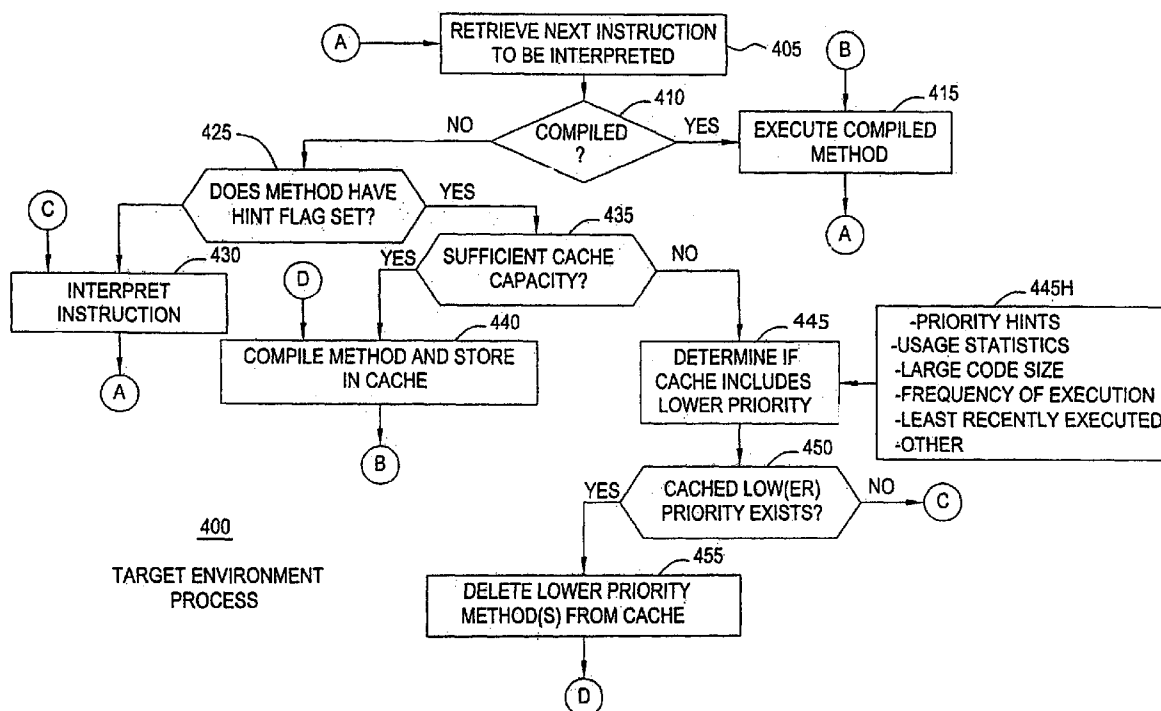 A
RETRIEVE NEXT INSTRUCTION
TO BE INTERPRETED
405
B
410
COMPILED
?
NO
YES
415
EXECUTE COMPILED
METHOD
A
425
DOES METHOD HAVE
HINT FLAG SET?
YES
C
430
INTERPRET
INSTRUCTION
A
435
SUFFICIENT CACHE
CAPACITY?
YES
NO
D
440
COMPILE METHOD AND STORE
IN CACHE
B
445
DETERMINE IF
CACHE INCLUDES
LOWER PRIORITY
445H
-PRIORITY HINTS
-USAGE STATISTICS
-LARGE CODE SIZE
-FREQUENCY OF EXECUTION
-LEAST RECENTLY EXECUTED
-OTHER
450
CACHED LOW(ER)
PRIORITY EXISTS?
YES
NO
C
455
DELETE LOWER PRIORITY
METHOD(S) FROM CACHE
D
400
TARGET ENVIRONMENT
PROCESS